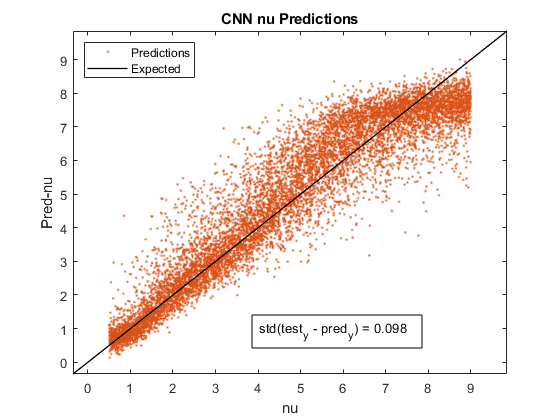 CNN nu Predictions
Predictions
Expected
9
8
7
6
5
4
3
2
1
0
Pred-nu
std(test_y - pred_y) = 0.098
0 1 2 3 4 5 6 7 8 9
nu